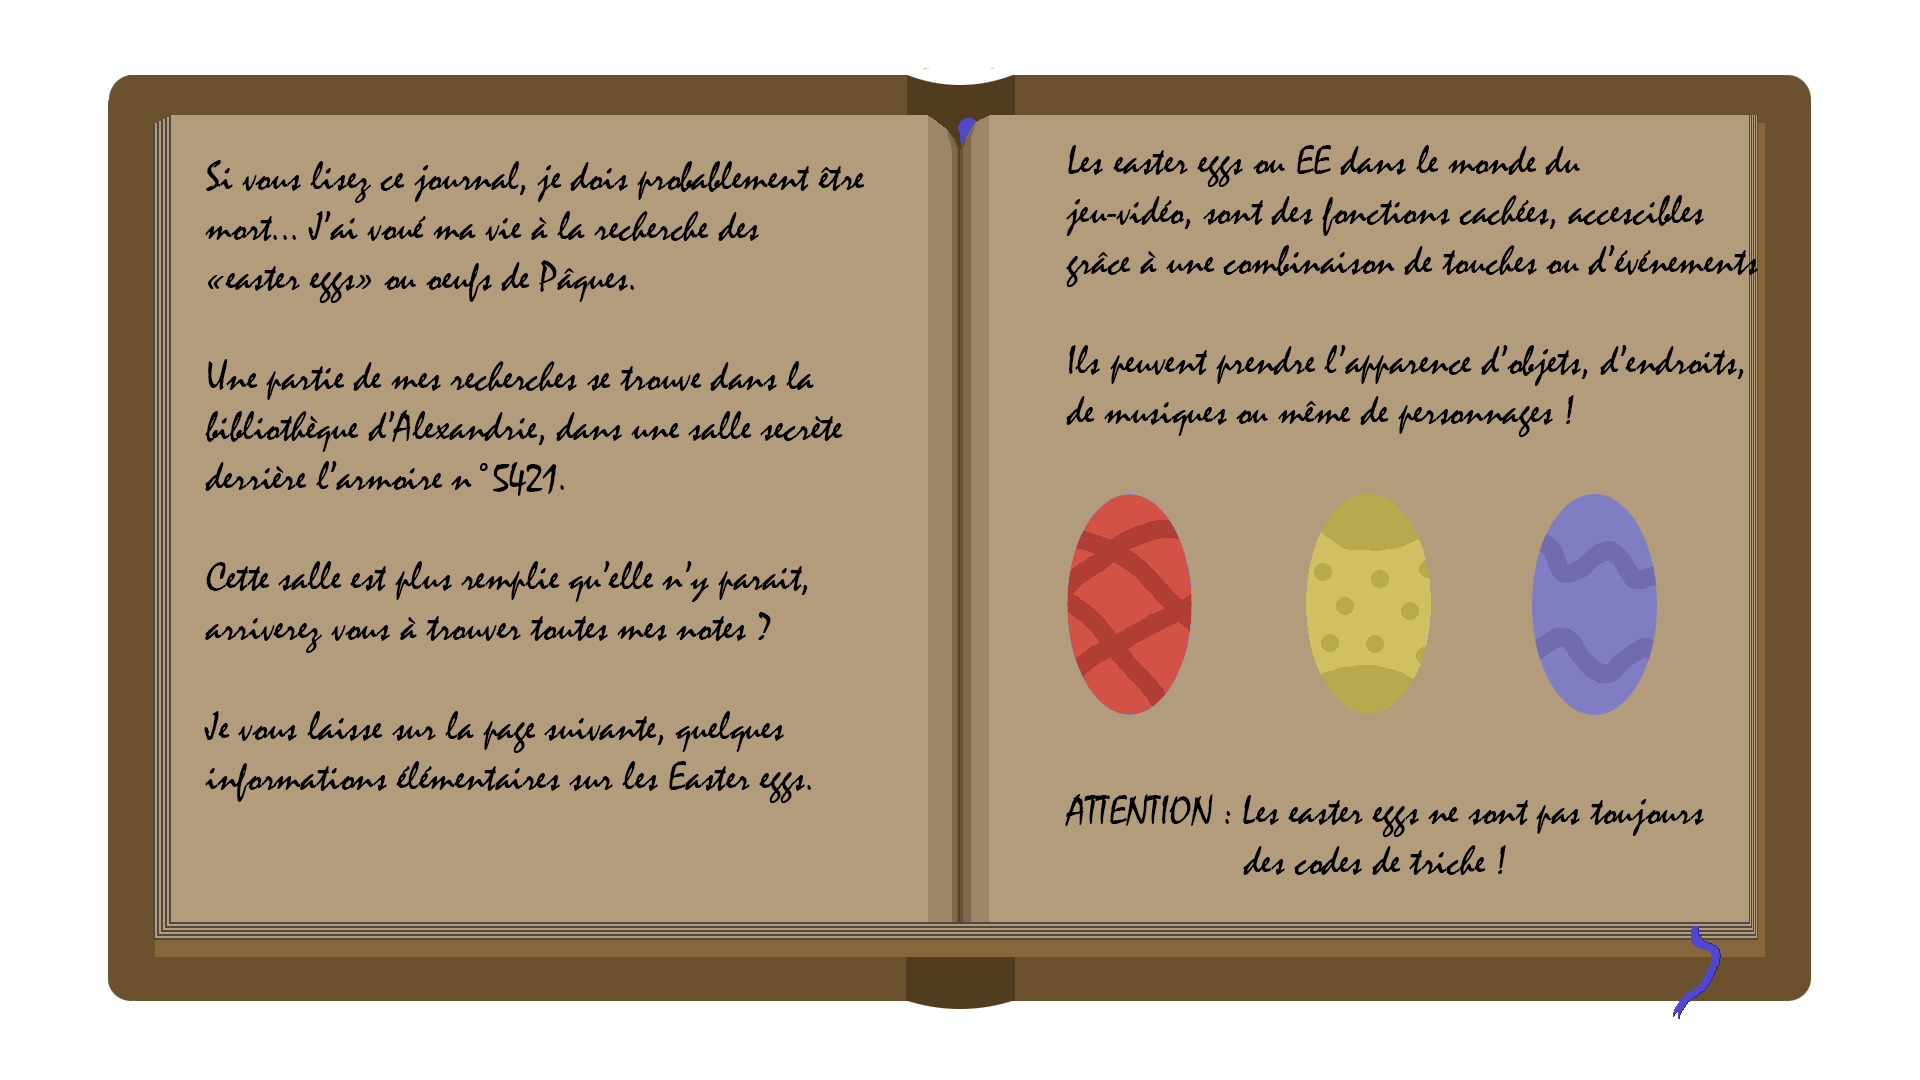 Si vous lisez ce journal, je dois probablement être
mort... J'ai voué ma vie à la recherche des
«easter eggs» ou oeufs de Pâques.
Une partie de mes recherches se trouve dans la
bibliothèque d'Alexandrie, dans une salle secrète
derrière l'armoire n°5421.
Cette salle est plus remplie qu'elle n'y parait,
arriverez vous à trouver toutes mes notes ?
Je vous laisse sur la page suivante, quelques
informations élémentaires sur les Easter eggs.
Les easter eggs ou EE dans le monde du
jeu-vidéo, sont des fonctions cachées, accescibles
grâce à une combinaison de touches ou d'événements
Ils peuvent prendre l'apparence d'objets, d'endroits,
de musiques ou même de personnages !
ATTENTION : Les easter eggs ne sont pas toujours
des codes de triche !